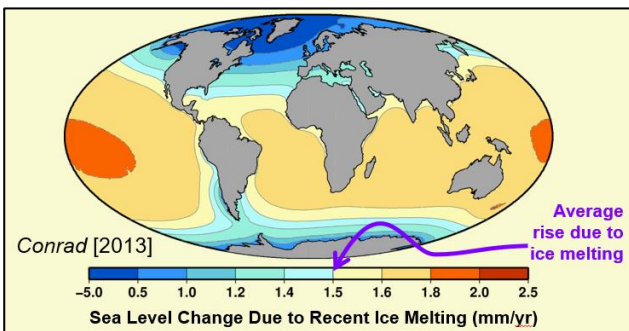 Conrad [2013]
Average
rise due to
ice melting
−5.0 0.5 1.0 1.2 1.4 1.5 1.6 1.8 2.0 2.5
Sea Level Change Due to Recent Ice Melting (mm/yr)